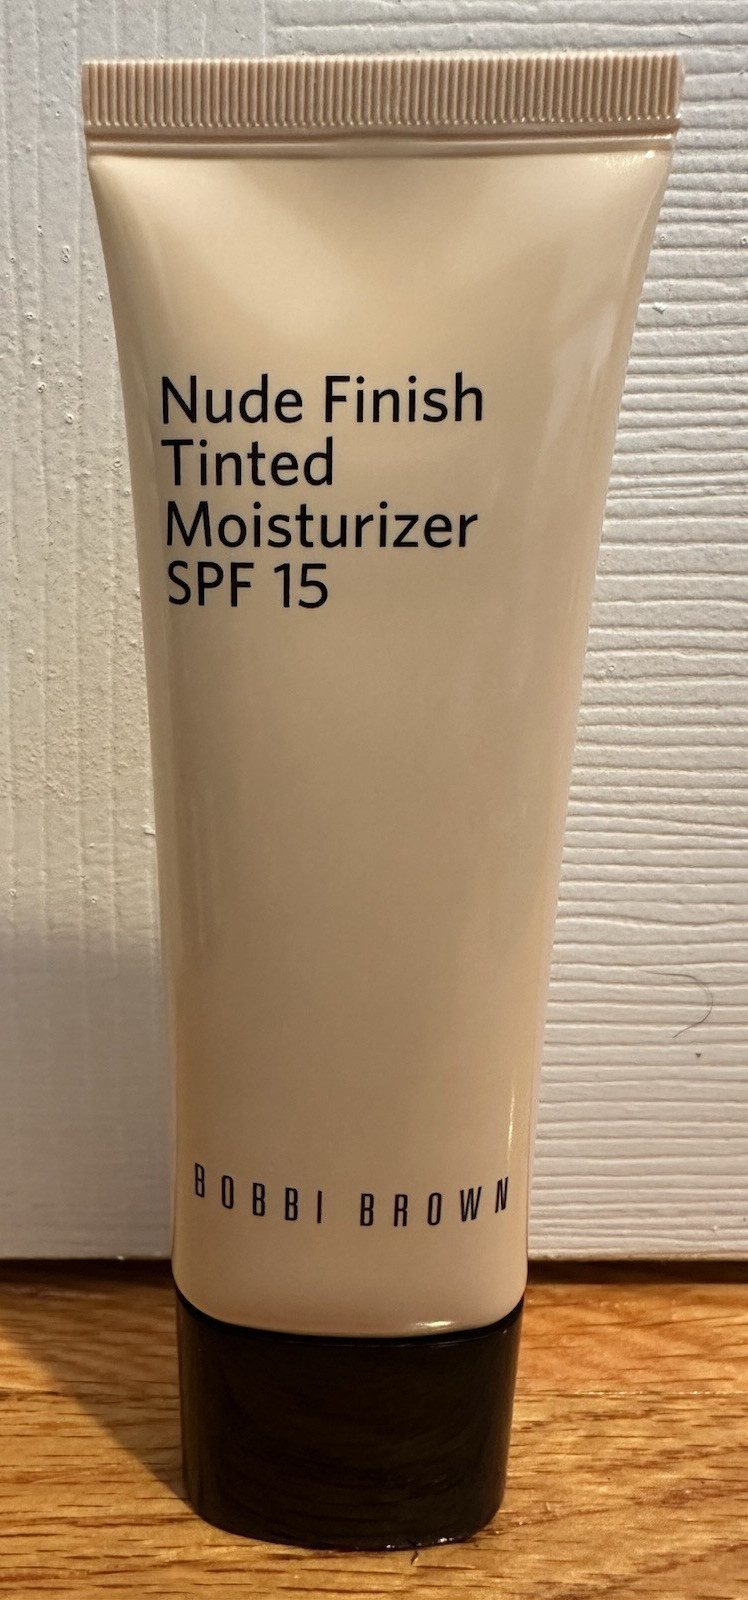 Nude Finish
Tinted
Moisturizer
SPF 15
BOBBI BROWN